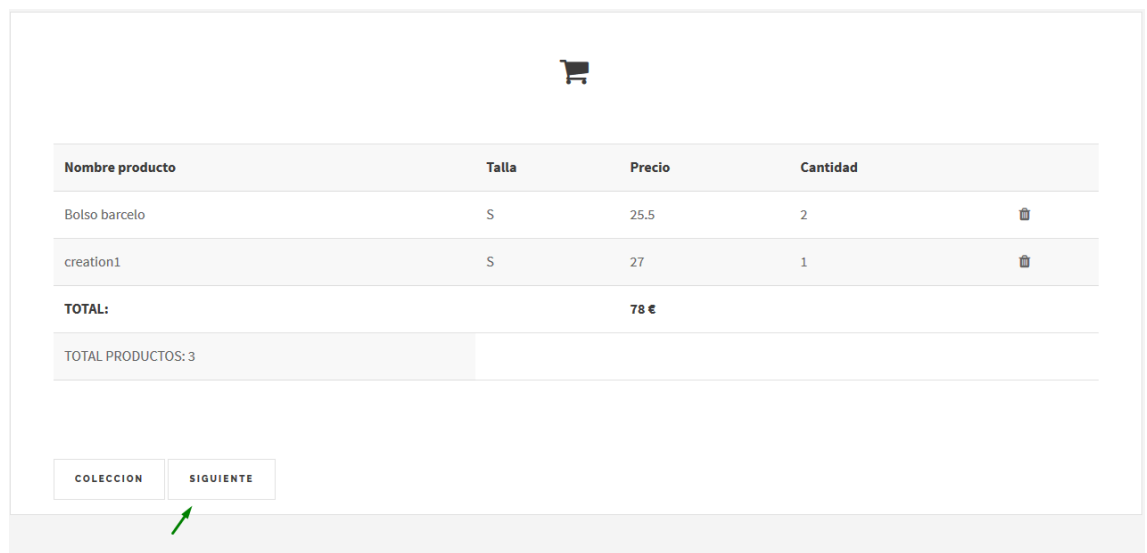 Nombre producto Talla Precio Cantidad
Bolso barcelo S 25.5 2
creation1 S 27 1
TOTAL: 78 €
TOTAL PRODUCTOS: 3
COLECCION SIGUIENTE